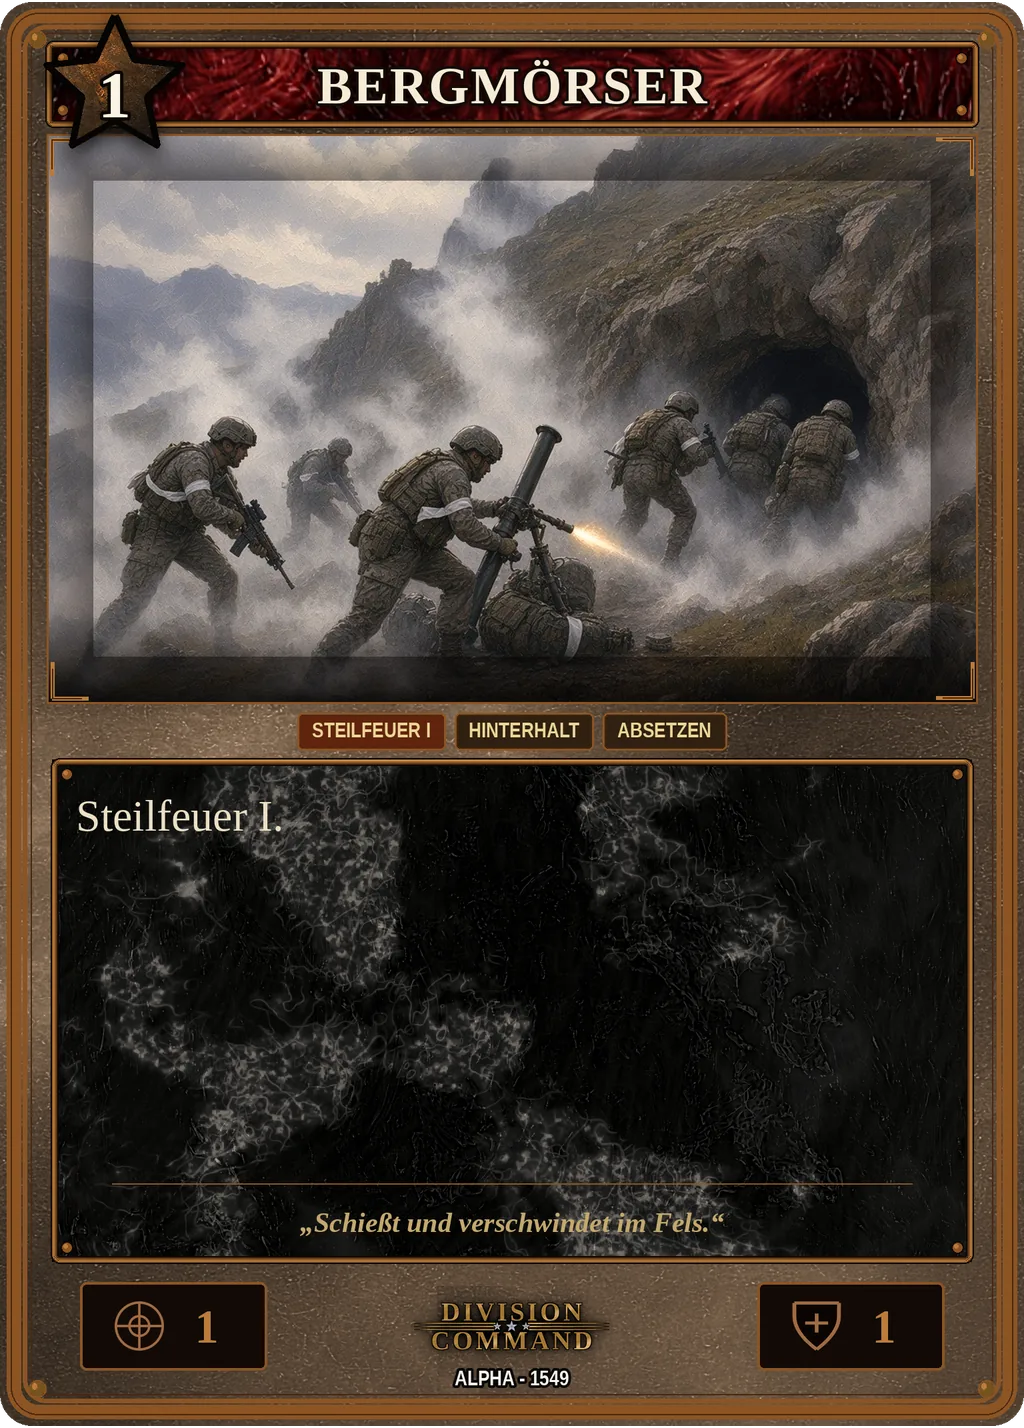 1
BERGMÖRSER
STEILFEUER I HINTERHALT ABSETZEN
Steilfeuer I.
„Schießt und verschwindet im Fels.“
1
DIVISION
COMMAND
1
ALPHA - 1549